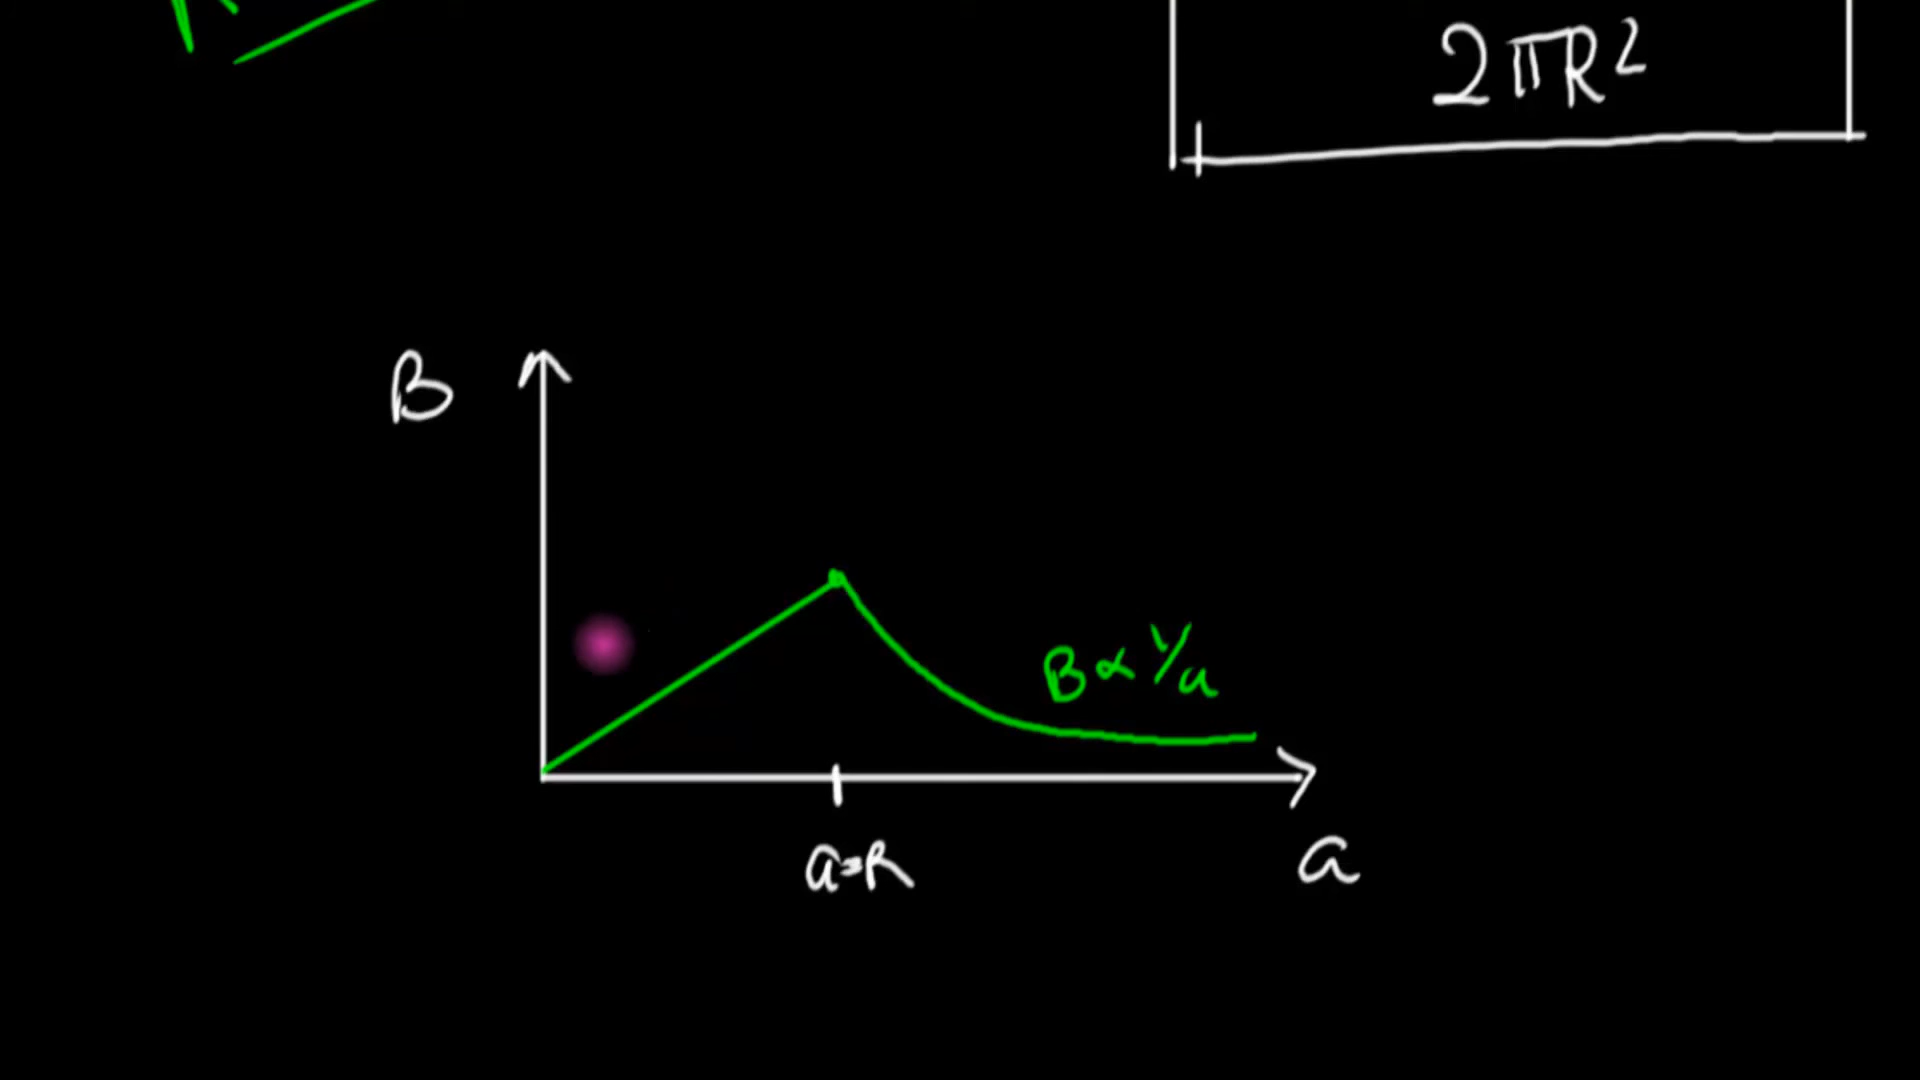 2πR²
B
B ∝ 1/a
a=R
a